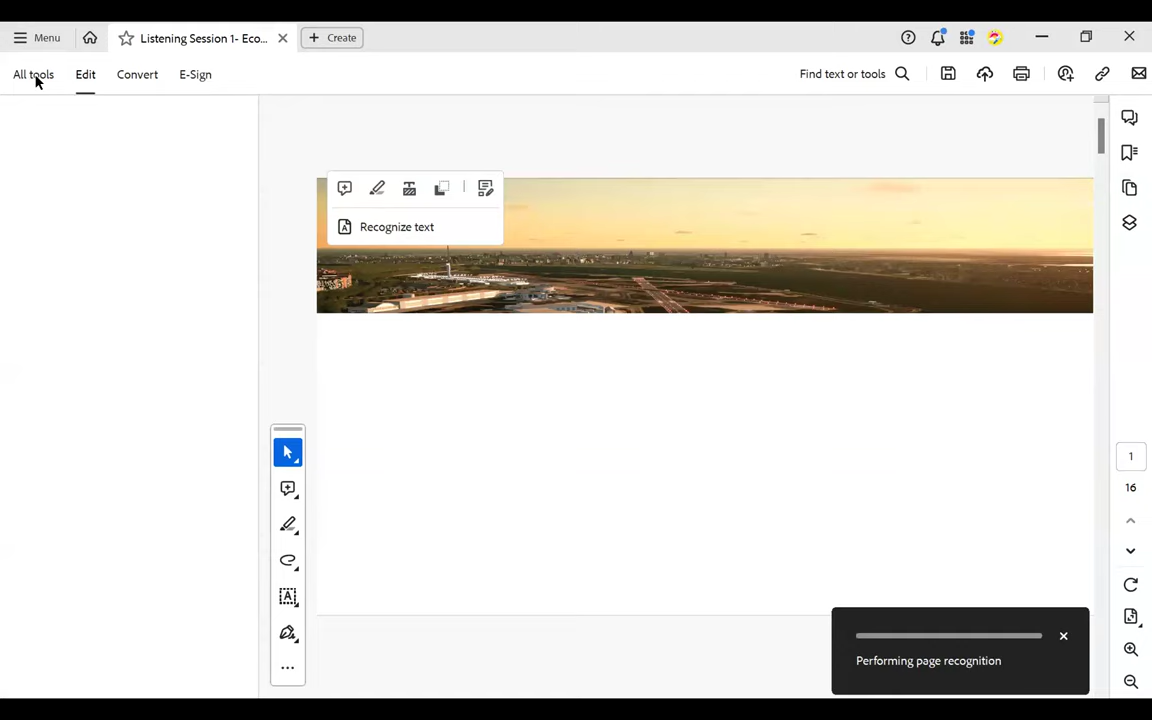 Menu
Listening Session 1- Eco...
Create
All tools
Edit
Convert
E-Sign
Find text or tools
Recognize text
1
16
Performing page recognition